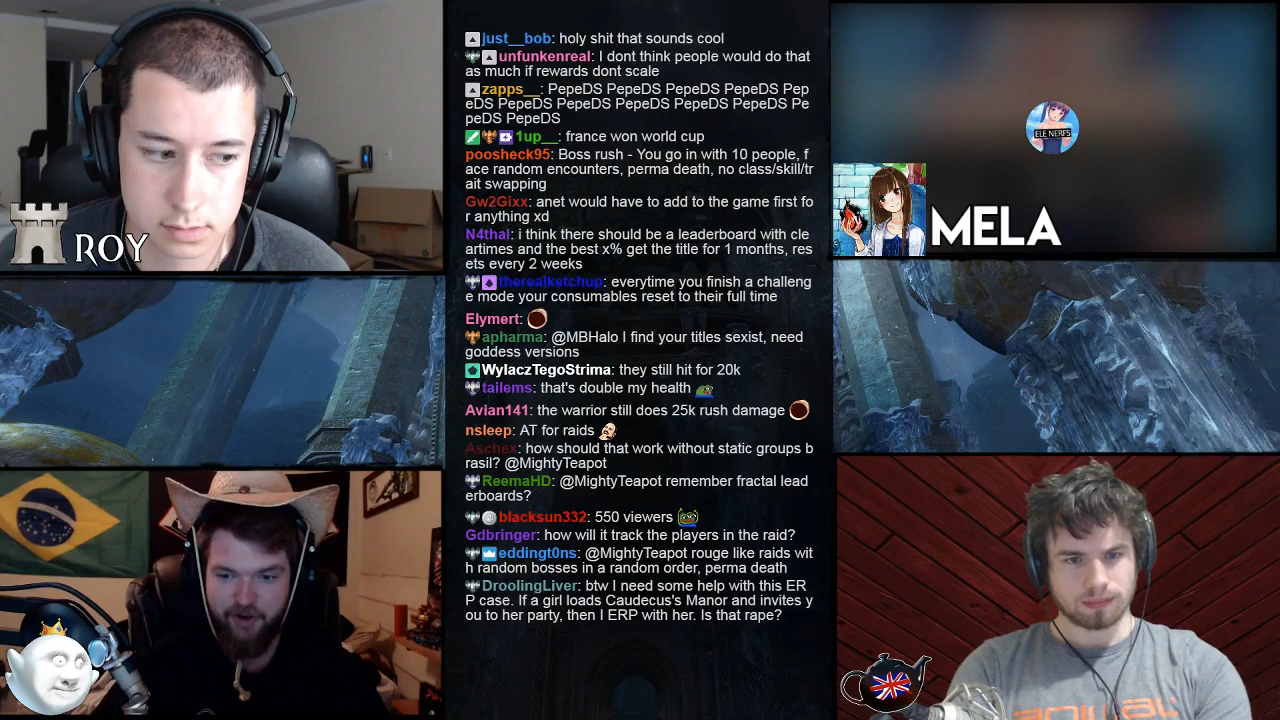 just__bob: holy shit that sounds cool
unfunkenreal: I dont think people would do that
as much if rewards dont scale
zapps__: PepeDS PepeDS PepeDS PepeDS Pep
eDS PepeDS PepeDS PepeDS PepeDS PepeDS Pe
peDS PepeDS
1up__: france won world cup
poosheck95: Boss rush - You go in with 10 people, f
ace random encounters, perma death, no class/skill/tr
ait swapping
Gw2Gixx: anet would have to add to the game first fo
r anything xd
N4thal: i think there should be a leaderboard with cle
artimes and the best x% get the title for 1 months, res
ets every 2 weeks
therealketchup: everytime you finish a challeng
e mode your consumables reset to their full time
Elymert:
apharma: @MBHalo I find your titles sexist, need
goddess versions
WylaczTegoStrima: they still hit for 20k
tailems: that's double my health
Avian141: the warrior still does 25k rush damage
nsleep: AT for raids
Aschex: how should that work without static groups b
rasil? @MightyTeapot
ReemaHD: @MightyTeapot remember fractal lead
erboards?
blacksun332: 550 viewers
Gdbringer: how will it track the players in the raid?
eddingt0ns: @MightyTeapot rouge like raids wit
h random bosses in a random order, perma death
DroolingLiver: btw I need some help with this ER
P case. If a girl loads Caudecus's Manor and invites y
ou to her party, then I ERP with her. Is that rape?
ROY
ELE NERFS
MELA